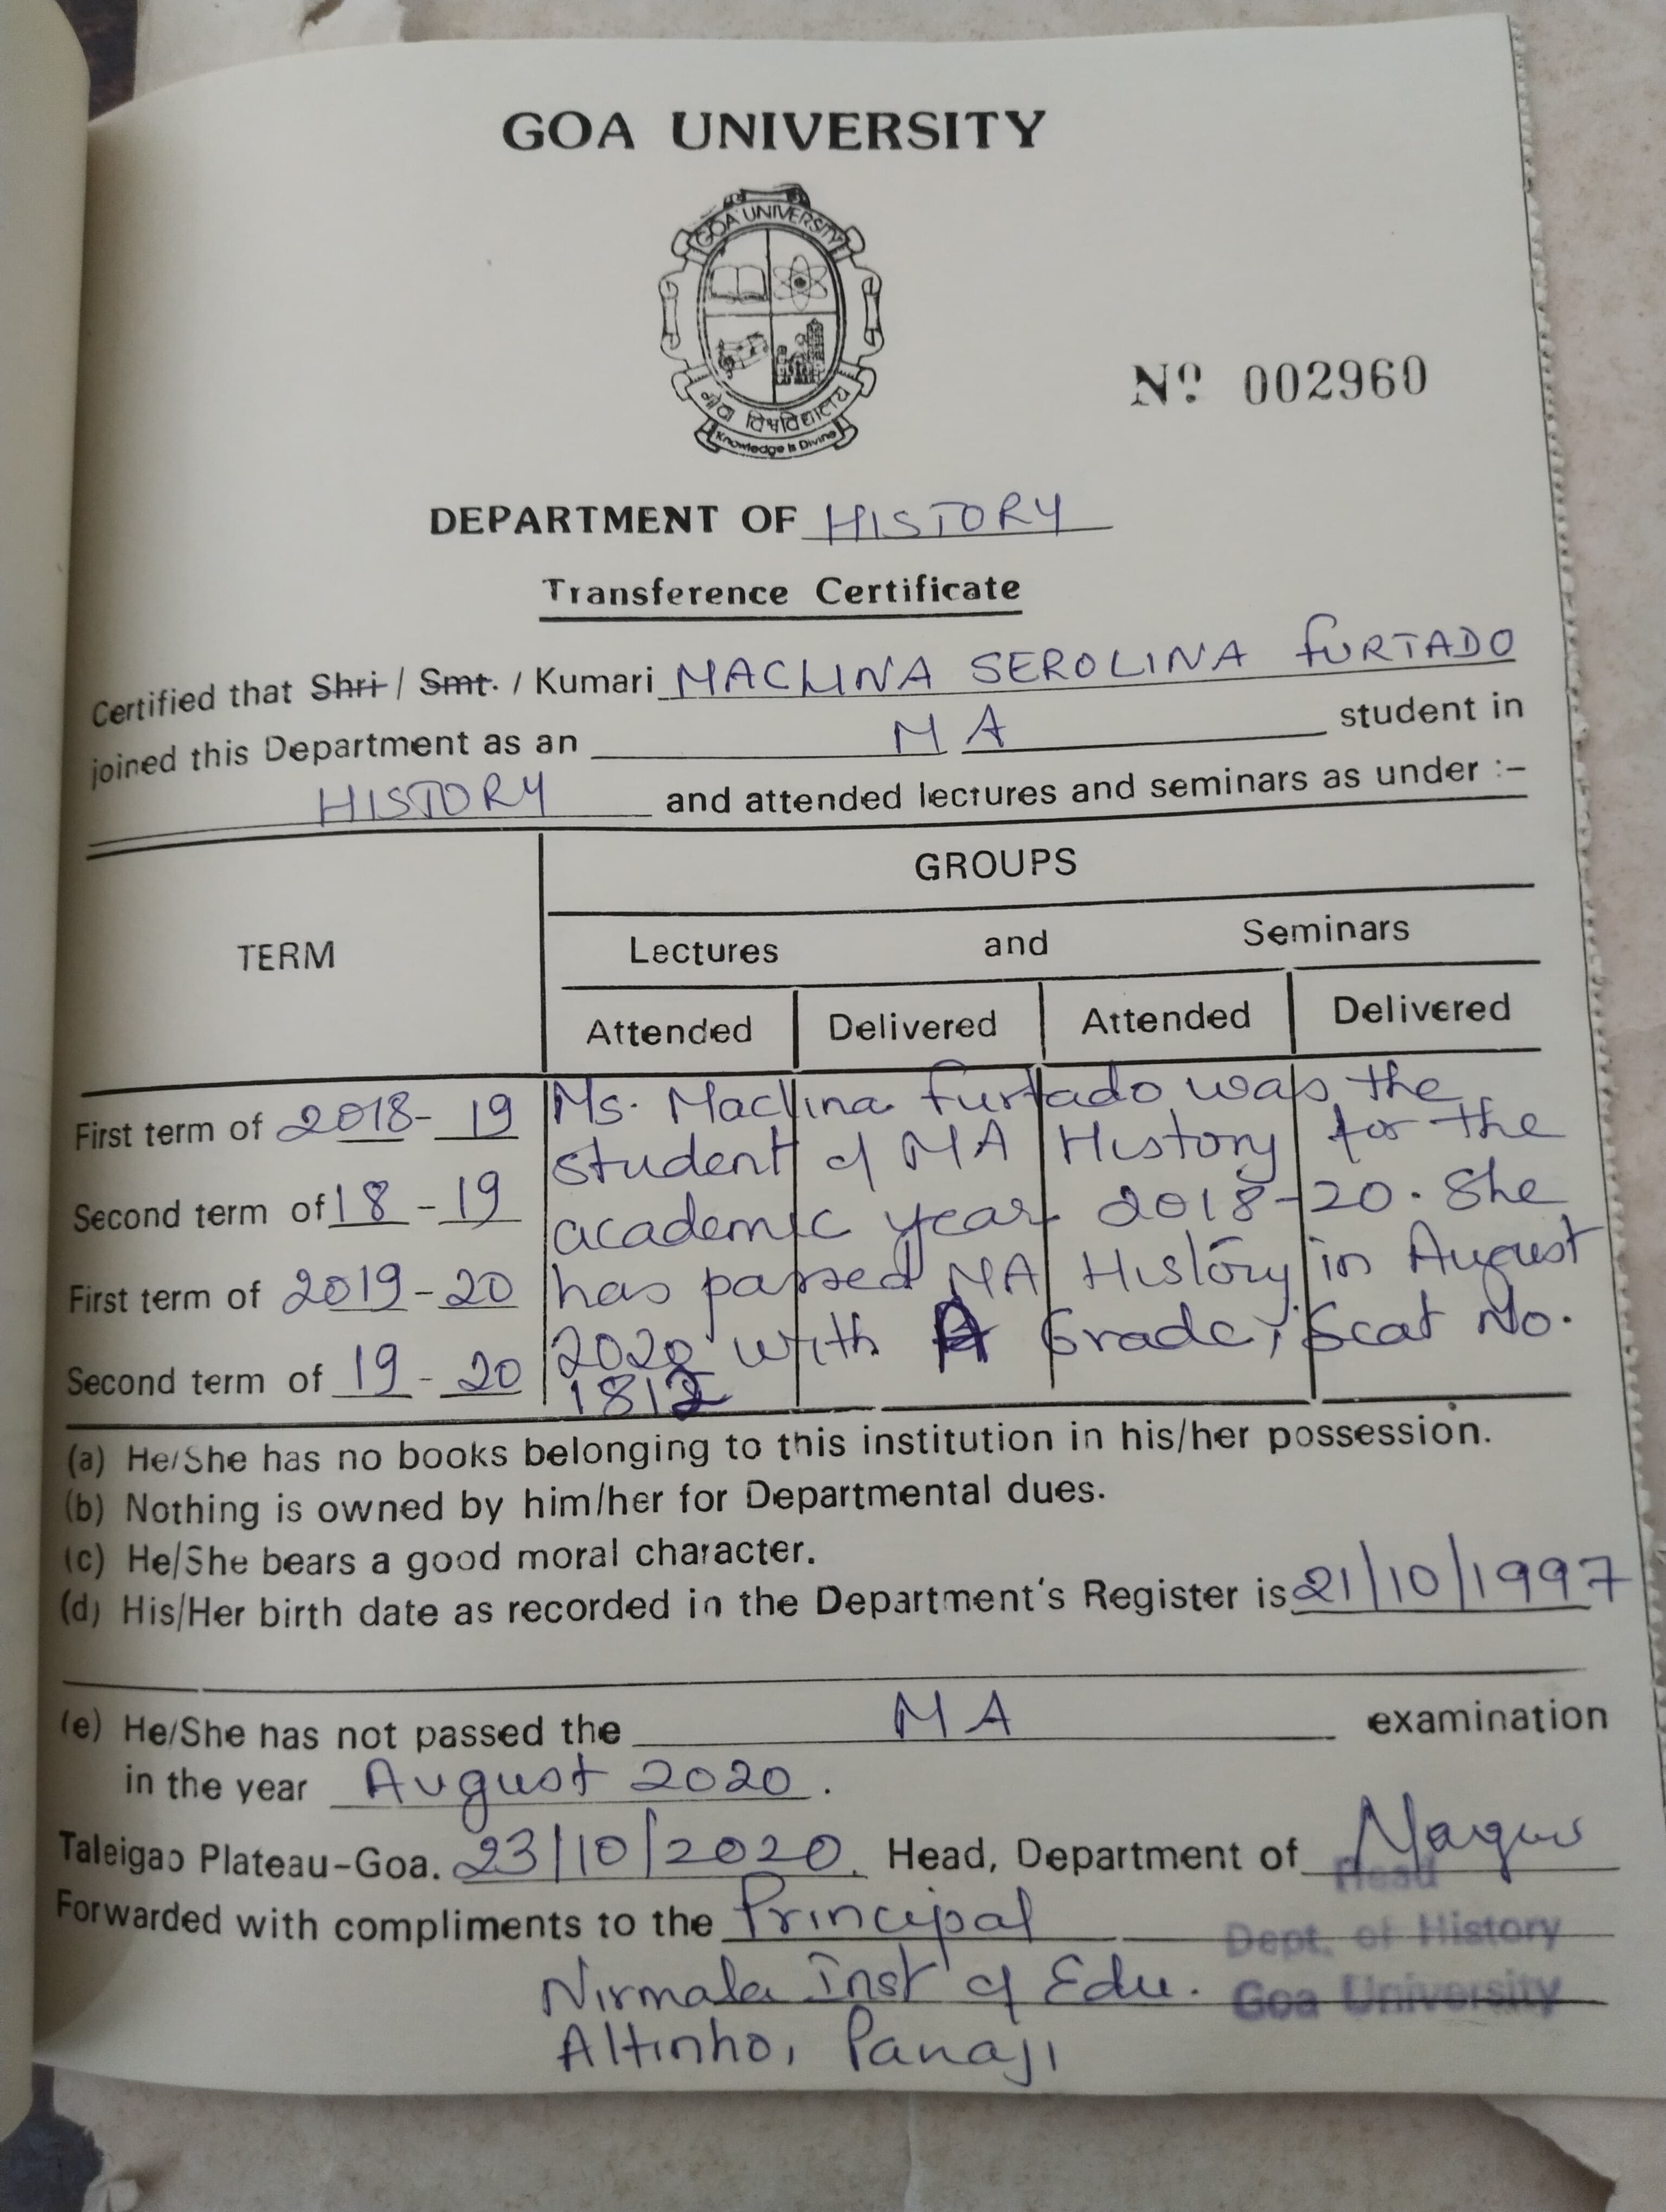 GOA UNIVERSITY
GOA UNIVERSITY
गोंय विश्वविद्यालय
Knowledge is Divine
Nº 002960
DEPARTMENT OF HISTORY
Transference Certificate
Certified that Shri / Smt. / Kumari MACLINA SEROLINA FURTADO
joined this Department as an MA student in
HISTORY and attended lectures and seminars as under :-
TERM GROUPS
Lectures and Seminars
Attended Delivered Attended Delivered
First term of 2018-19 Ms. Maclina Furtado was the
student of MA History for the
Second term of 18-19 academic year 2018-20. She
First term of 2019-20 has passed MA History in August
2020 with A Grade, Seat No.
Second term of 19-20 1812
(a) He/She has no books belonging to this institution in his/her possession.
(b) Nothing is owned by him/her for Departmental dues.
(c) He/She bears a good moral character.
(d) His/Her birth date as recorded in the Department's Register is 21/10/1997
(e) He/She has not passed the MA examination
in the year August 2020.
Taleigao Plateau-Goa. 23/10/2020. Head, Department of
Head
Forwarded with compliments to the Principal
Dept. of History
Nirmala Inst of Edu.
Goa University
Altinho, Panaji